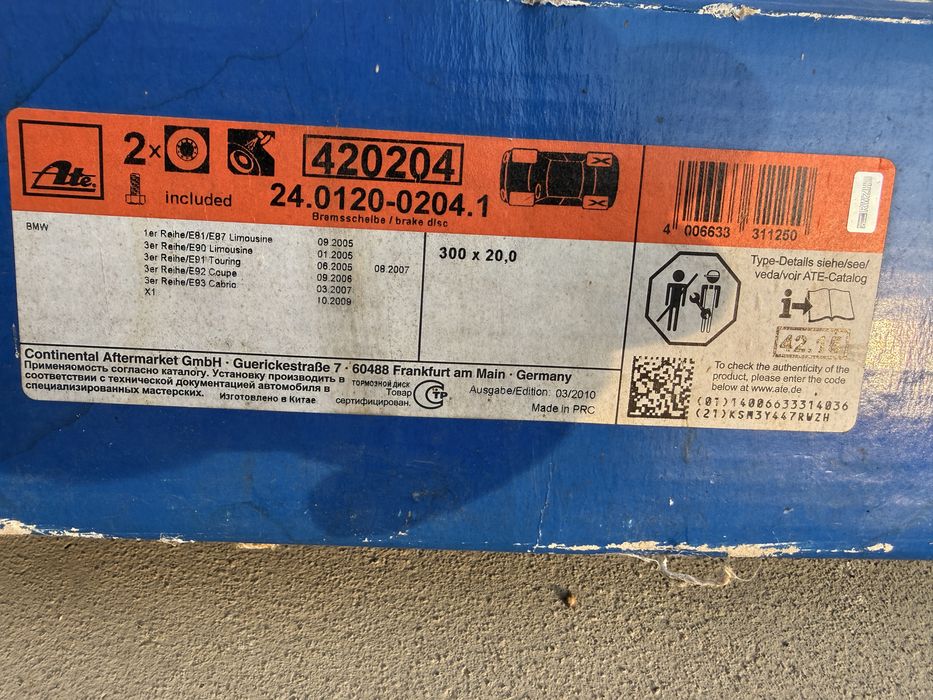 Ate
2x
included
420204
24.0120-0204.1
Bremsscheibe / brake disc
4 006633 311250
BMW
1er Reihe/E81/E87 Limousine 09.2005
3er Reihe/E90 Limousine 01.2005
3er Reihe/E91 Touring 06.2005 08.2007
3er Reihe/E92 Coupe 09.2006
3er Reihe/E93 Cabrio 03.2007
X1 10.2009
300 x 20,0
Type-Details siehe/see/
veda/voir ATE-Catalog
i
Continental Aftermarket GmbH · Guerickestraße 7 · 60488 Frankfurt am Main · Germany
Применяемость согласно каталогу. Установку производить в
соответствии с технической документацией автомобиля в
специализированных мастерских. Изготовлено в Китае
тормозной диск
Товар
сертифицирован.
СТР
Ausgabe/Edition: 03/2010
Made in PRC
To check the authenticity of the
product, please enter the code
below at www.ate.de
(01)14006633314036
(21)KSM3Y447RWZH